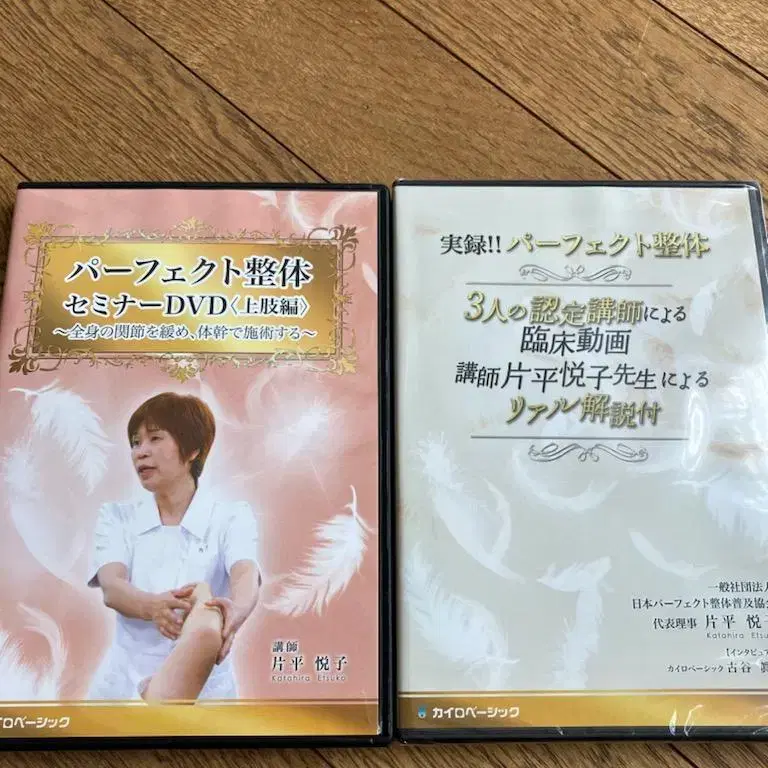 パーフェクト整体
セミナーDVD〈上肢編〉
～全身の関節を緩め、体幹で施術する～
講師
片平 悦子
Katahira Etsuko
イロベーシック
実録!! パーフェクト整体
3人の認定講師による
臨床動画
講師 片平悦子先生による
リアル解説付
一般社団法人
日本パーフェクト整体普及協会
代表理事 片平 悦子
Katahira Etsuko
【インタビュア
カイロベーシック 古谷 眞
カイロベーシック